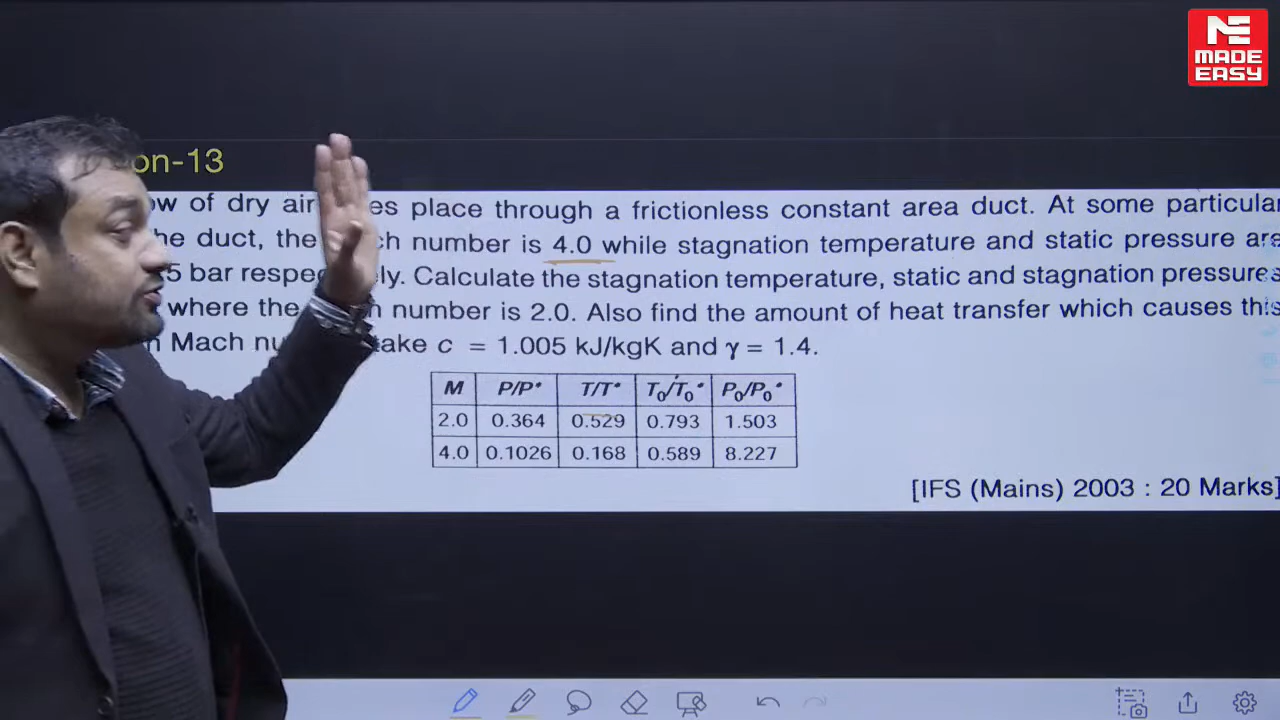 MADE
EASY
on-13
ow of dry air es place through a frictionless constant area duct. At some particular
he duct, the ch number is 4.0 while stagnation temperature and static pressure are
5 bar respec ly. Calculate the stagnation temperature, static and stagnation pressures
where the number is 2.0. Also find the amount of heat transfer which causes this
n Mach nu take c = 1.005 kJ/kgK and γ = 1.4.
M P/P* T/T* T₀/T₀* P₀/P₀*
2.0 0.364 0.529 0.793 1.503
4.0 0.1026 0.168 0.589 8.227
[IFS (Mains) 2003 : 20 Marks]